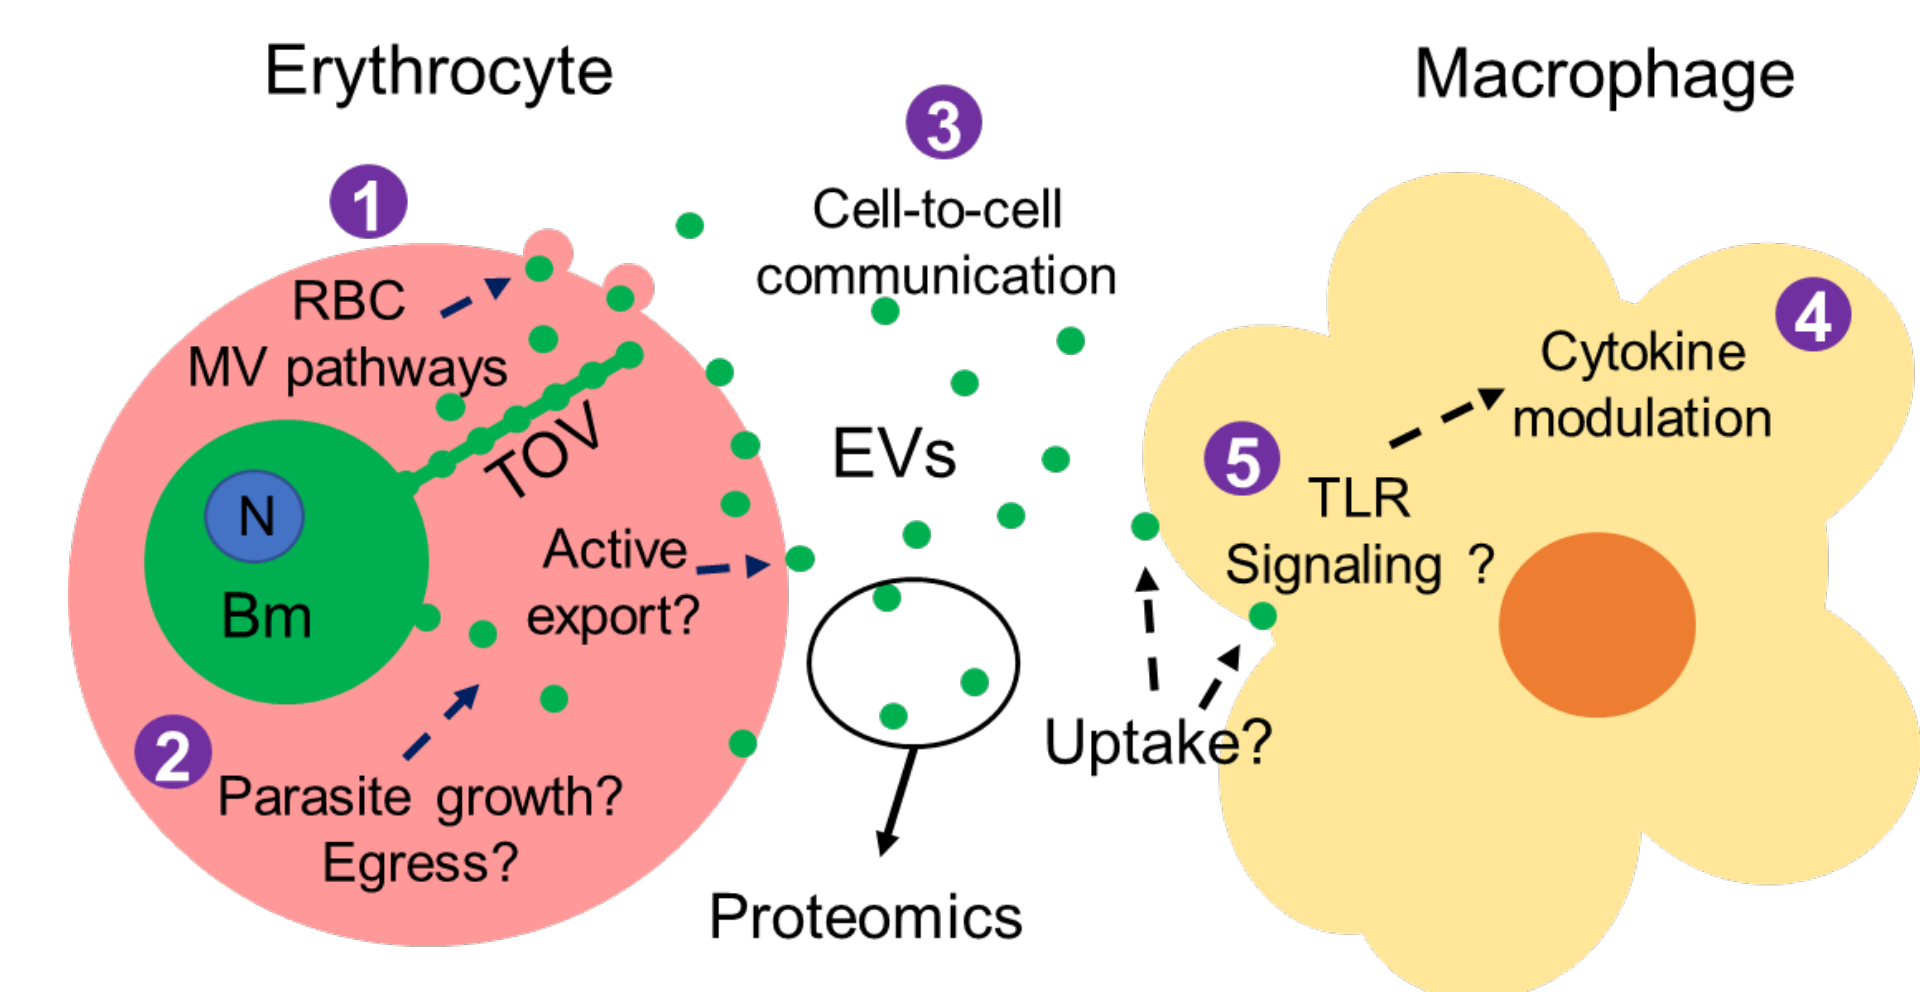 Erythrocyte
Macrophage
1
RBC
MV pathways
TOV
N
Bm
Active
export?
2
Parasite growth?
Egress?
3
Cell-to-cell
communication
EVs
Proteomics
Uptake?
4
Cytokine
modulation
5
TLR
Signaling ?